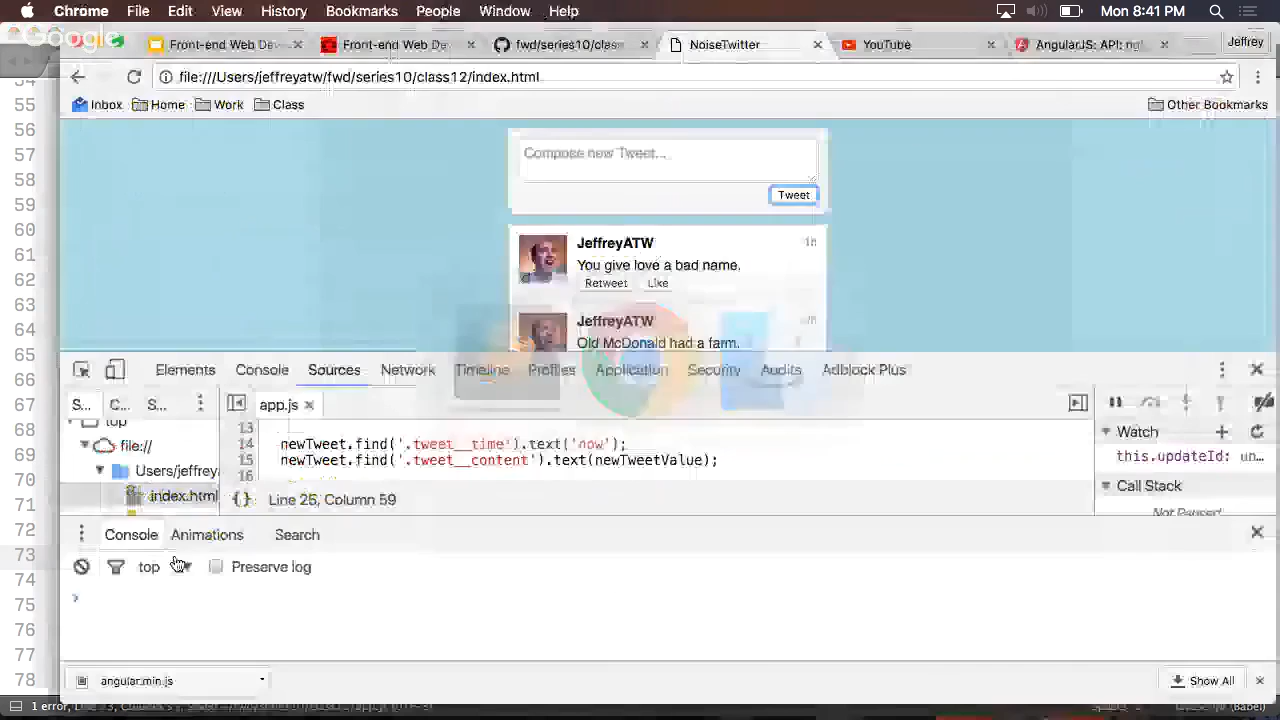 Chrome File Edit View History Bookmarks People Window Help Mon 8:41 PM
Google
Front-end Web De
Front-end Web De
fwd/series10/clas
NoiseTwitter
YouTube
AngularJS: API: ng
Jeffrey
file:///Users/jeffreyatw/fwd/series10/class12/index.html
Inbox Home Work Class Other Bookmarks
55
56
57
58
59
60
61
62
63
64
65
66
67
68
69
70
71
72
73
74
75
76
77
78
Compose new Tweet...
Tweet
JeffreyATW 1h
You give love a bad name.
Retweet Like
JeffreyATW
Old McDonald had a farm.
Elements Console Sources Network Timeline Profiles Application Security Audits Adblock Plus
S... C... S... app.js
top
file://
Users/jeffrey
index.html
13
14 newTweet.find('.tweet__time').text('now');
15 newTweet.find('.tweet__content').text(newTweetValue);
16
{} Line 25, Column 59
Watch
this.updateId: un...
Call Stack
Not Paused
Console Animations Search
top Preserve log
angular.min.js Show All
1 error,